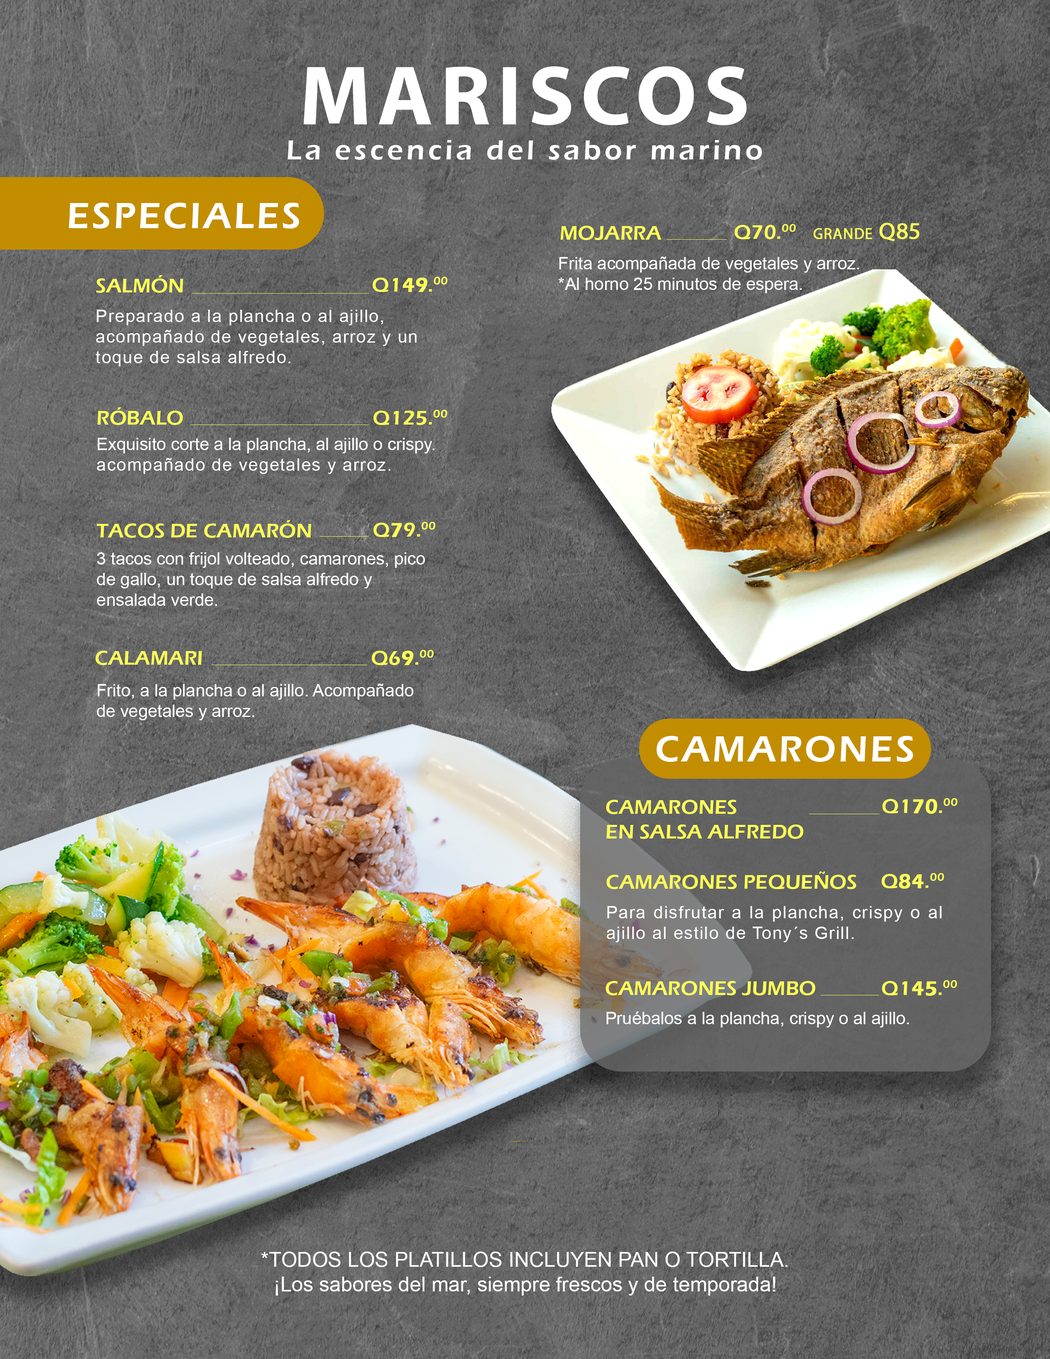 MARISCOS
La escencia del sabor marino
ESPECIALES
SALMÓN Q149.00
Preparado a la plancha o al ajillo,
acompañado de vegetales, arroz y un
toque de salsa alfredo.
RÓBALO Q125.00
Exquisito corte a la plancha, al ajillo o crispy.
acompañado de vegetales y arroz.
TACOS DE CAMARÓN Q79.00
3 tacos con frijol volteado, camarones, pico
de gallo, un toque de salsa alfredo y
ensalada verde.
CALAMARI Q69.00
Frito, a la plancha o al ajillo. Acompañado
de vegetales y arroz.
MOJARRA Q70.00 GRANDE Q85
Frita acompañada de vegetales y arroz.
*Al horno 25 minutos de espera.
CAMARONES
CAMARONES Q170.00
EN SALSA ALFREDO
CAMARONES PEQUEÑOS Q84.00
Para disfrutar a la plancha, crispy o al
ajillo al estilo de Tony´s Grill.
CAMARONES JUMBO Q145.00
Pruébalos a la plancha, crispy o al ajillo.
*TODOS LOS PLATILLOS INCLUYEN PAN O TORTILLA.
¡Los sabores del mar, siempre frescos y de temporada!